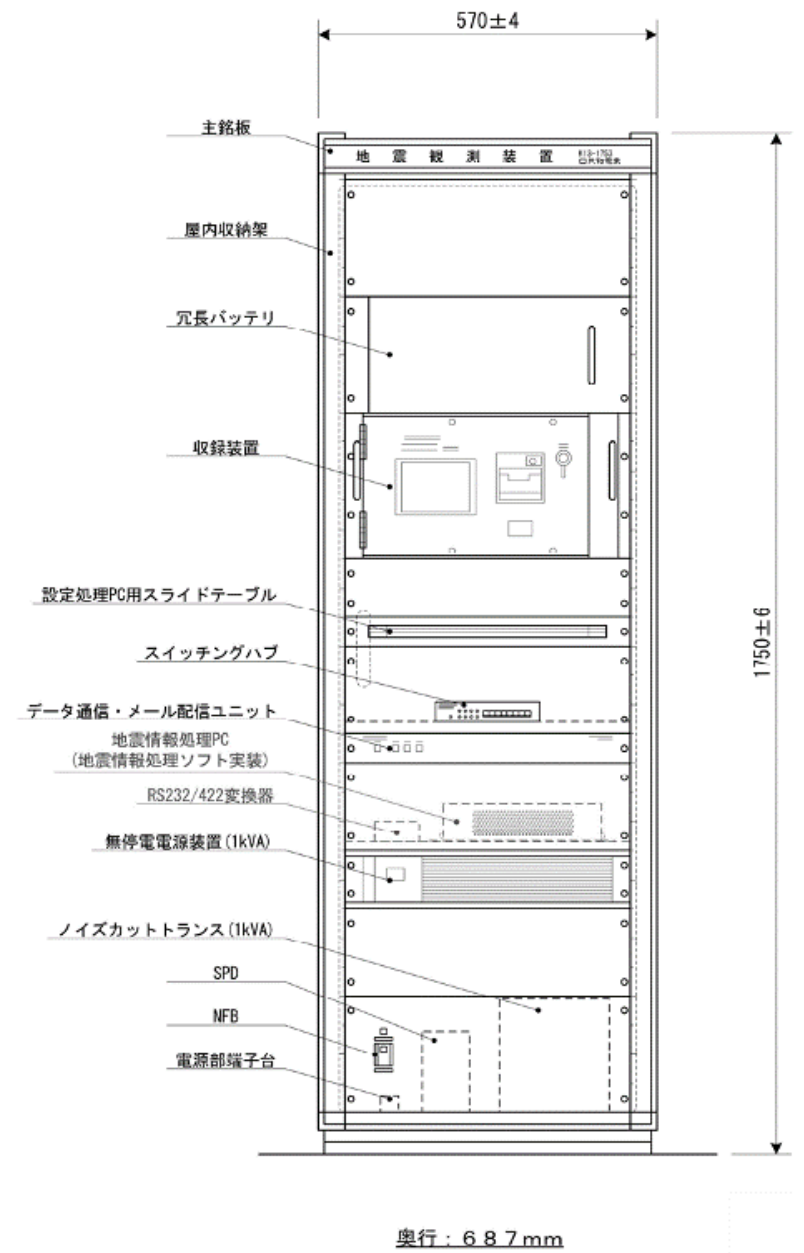 570±4
主銘板
地震観測装置
屋内収納架
冗長バッテリ
収録装置
設定処理PC用スライドテーブル
1750±6
スイッチングハブ
データ通信・メール配信ユニット
地震情報処理PC
(地震情報処理ソフト実装)
RS232/422変換器
無停電電源装置(1kVA)
ノイズカットトランス(1kVA)
SPD
NFB
電源部端子台
奥行：６８７mm